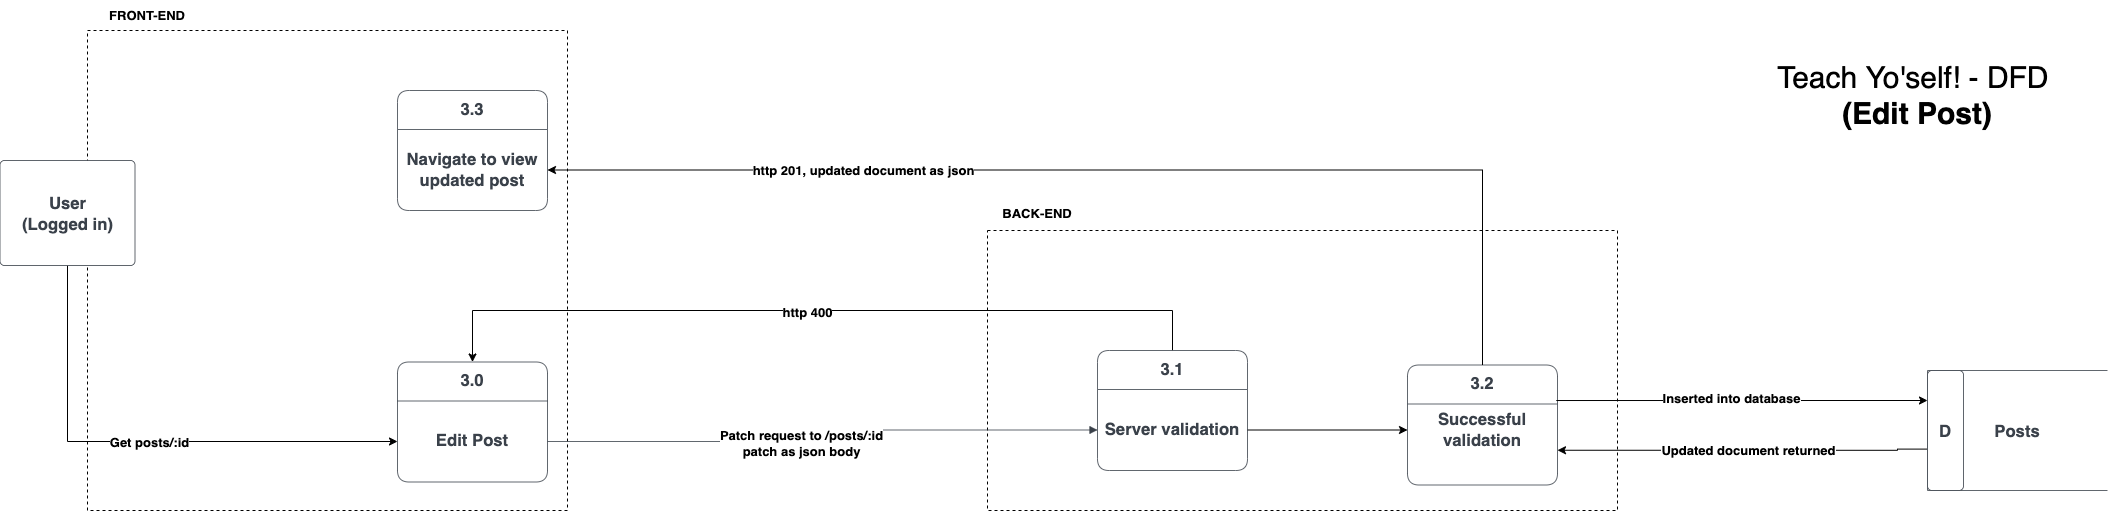 FRONT-END
Teach Yo'self! - DFD
(Edit Post)
3.3
Navigate to view
updated post
http 201, updated document as json
User
(Logged in)
BACK-END
http 400
3.0
Edit Post
Get posts/:id
Patch request to /posts/:id
patch as json body
3.1
Server validation
3.2
Successful
validation
Inserted into database
Updated document returned
D
Posts